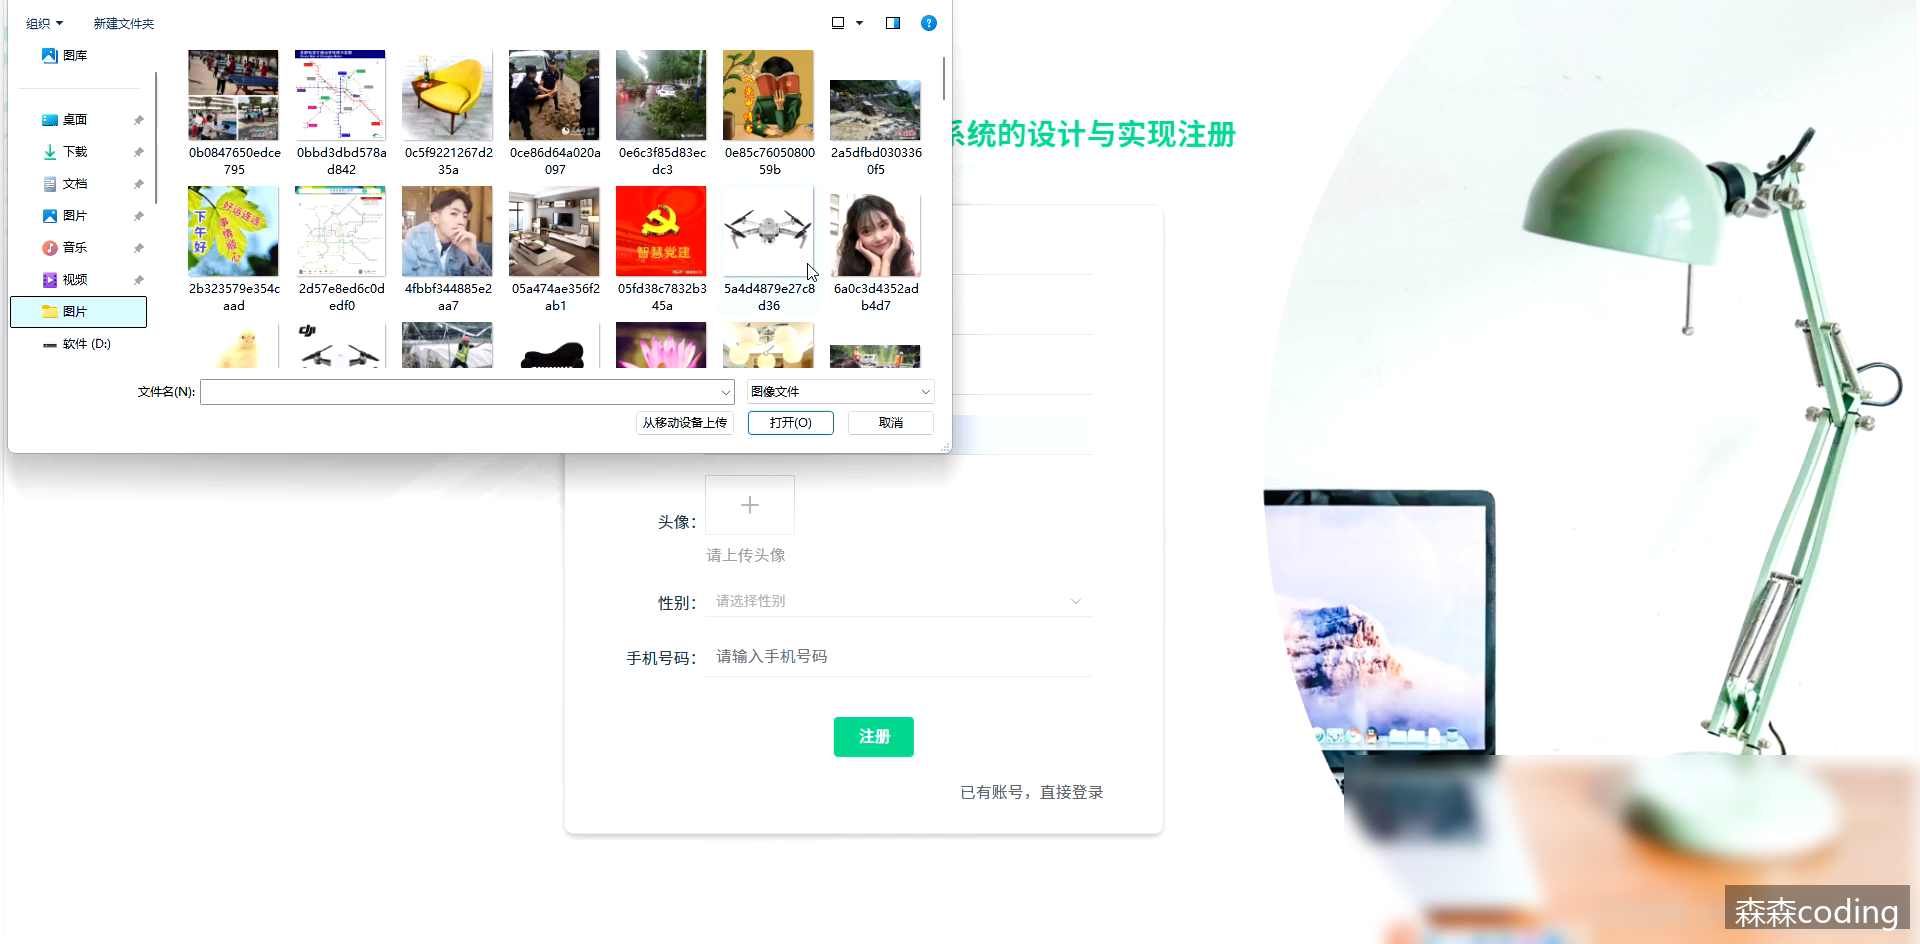 组织
新建文件夹
图库
桌面
下载
文档
图片
音乐
视频
图片
软件 (D:)
0b0847650edce795
0bbd3dbd578ad842
0c5f9221267d235a
0ce86d64a020a097
0e6c3f85d83ecdc3
0e85c7605080059b
2a5dfbd0303360f5
下午好
好运连连
事情顺心
智慧党建
2b323579e354caad
2d57e8ed6c0dedf0
4fbbf344885e2aa7
05a474ae356f2ab1
05fd38c7832b345a
5a4d4879e27c8d36
6a0c3d4352adb4d7
dji
文件名(N):
图像文件
从移动设备上传
打开(O)
取消
系统的设计与实现注册
头像：
请上传头像
性别：
请选择性别
手机号码：
请输入手机号码
注册
已有账号，直接登录
森森coding